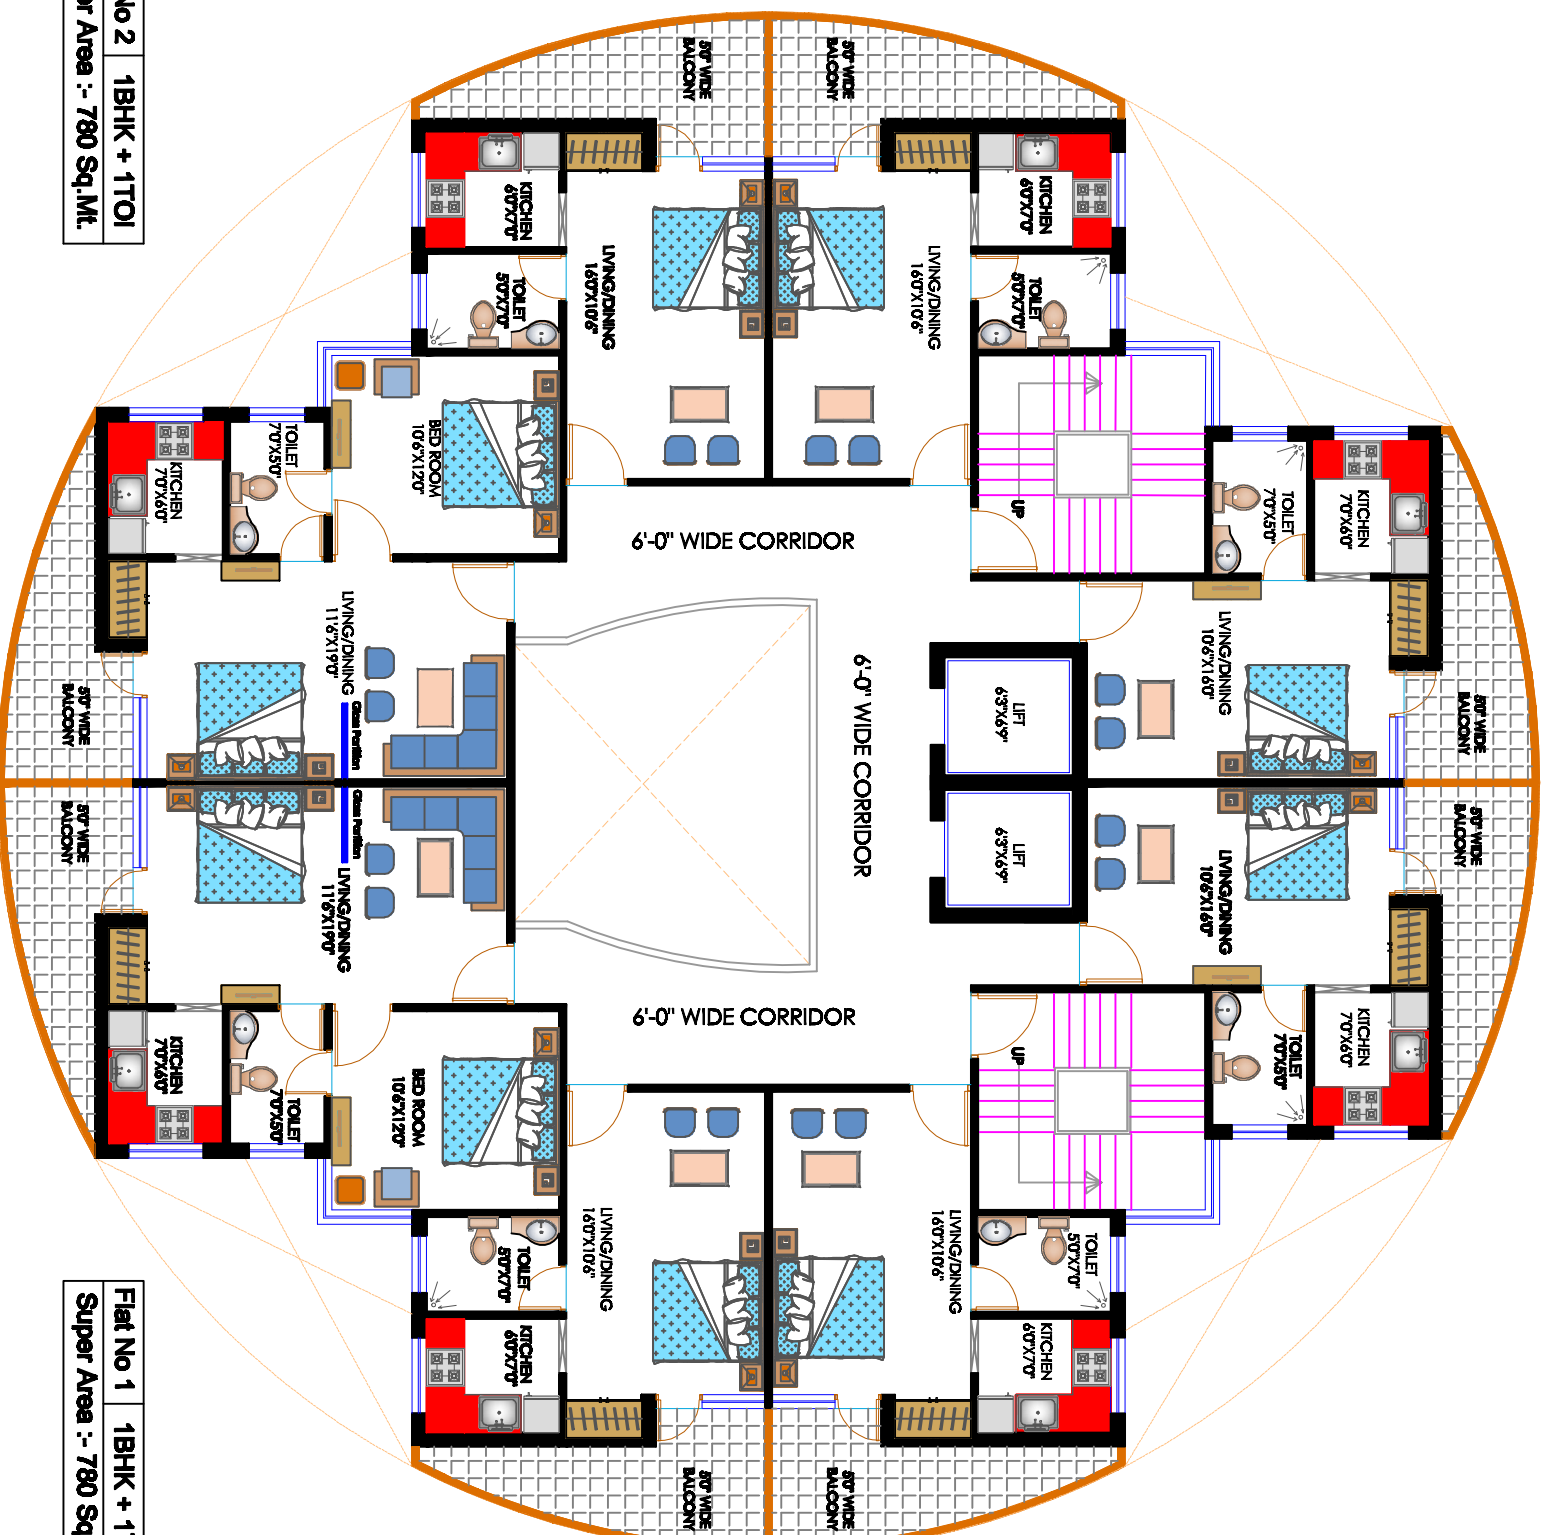 No 2
1BHK + 1TOI
r Area :- 780 Sq.Mt.
5'0" WIDE
BALCONY
5'0" WIDE
BALCONY
KITCHEN
6'0"X7'0"
KITCHEN
6'0"X7'0"
LIVING/DINING
16'0"X10'6"
LIVING/DINING
16'0"X10'6"
TOILET
5'0"X7'0"
TOILET
5'0"X7'0"
BED ROOM
10'6"X12'0"
TOILET
7'0"X5'0"
KITCHEN
7'0"X6'0"
UP
TOILET
7'0"X5'0"
KITCHEN
7'0"X6'0"
6'-0" WIDE CORRIDOR
LIVING/DINING
11'6"X19'0"
Glass Partition
LIVING/DINING
10'6"X16'0"
6'-0" WIDE CORRIDOR
LIFT
6'3"X6'9"
5'0" WIDE
BALCONY
5'0" WIDE
BALCONY
5'0" WIDE
BALCONY
Glass Partition
LIVING/DINING
11'6"X19'0"
LIFT
6'3"X6'9"
LIVING/DINING
10'6"X16'0"
5'0" WIDE
BALCONY
6'-0" WIDE CORRIDOR
KITCHEN
7'0"X6'0"
TOILET
7'0"X5'0"
BED ROOM
10'6"X12'0"
UP
TOILET
7'0"X5'0"
KITCHEN
7'0"X6'0"
LIVING/DINING
16'0"X10'6"
LIVING/DINING
16'0"X10'6"
TOILET
5'0"X7'0"
TOILET
5'0"X7'0"
KITCHEN
6'0"X7'0"
KITCHEN
6'0"X7'0"
5'0" WIDE
BALCONY
5'0" WIDE
BALCONY
Flat No 1
1BHK + 1
Super Area :- 780 Sq